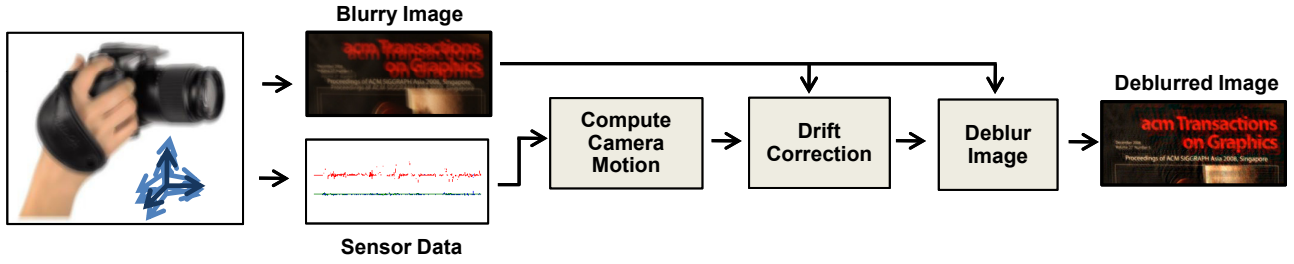 Blurry Image
acm Transactions
on Graphics
Proceedings of ACM SIGGRAPH Asia 2008, Singapore
Compute
Camera
Motion
Drift
Correction
Deblur
Image
Deblurred Image
acm Transactions
on Graphics
Proceedings of ACM SIGGRAPH Asia 2008, Singapore
Sensor Data